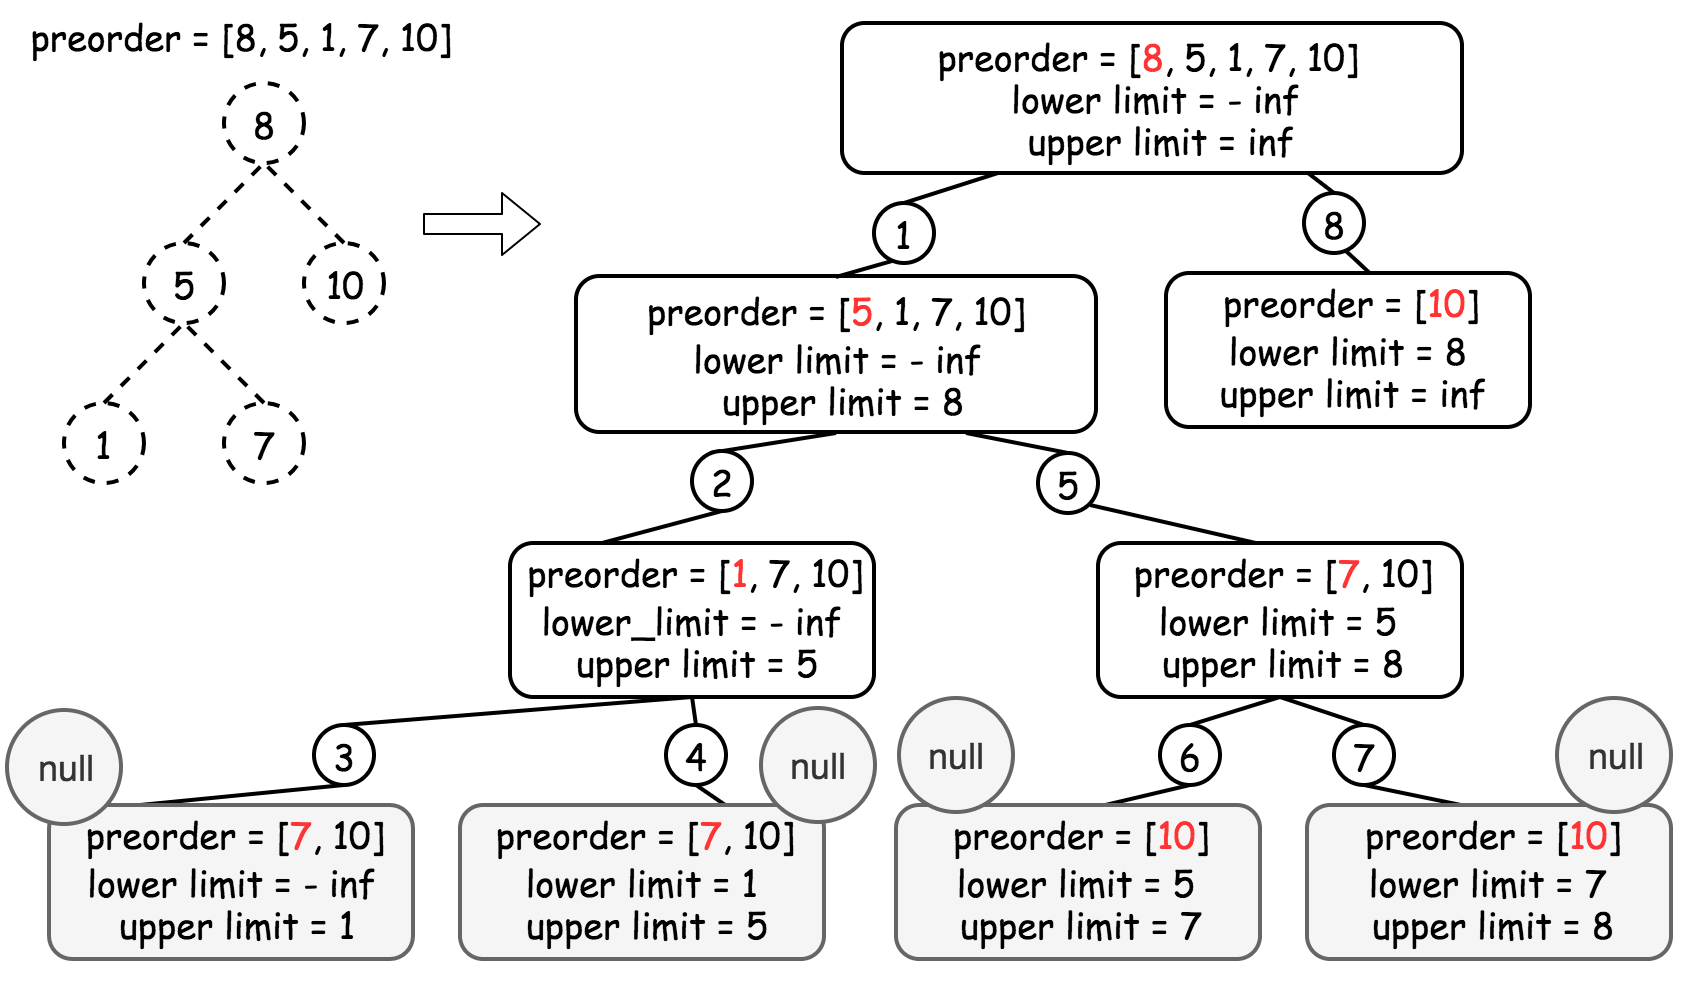 preorder = [8, 5, 1, 7, 10]
8
5
10
1
7
preorder = [8, 5, 1, 7, 10]
lower limit = - inf
upper limit = inf
1
8
preorder = [5, 1, 7, 10]
lower limit = - inf
upper limit = 8
preorder = [10]
lower limit = 8
upper limit = inf
2
5
preorder = [1, 7, 10]
lower_limit = - inf
upper limit = 5
preorder = [7, 10]
lower limit = 5
upper limit = 8
null
3
4
null
null
6
7
null
preorder = [7, 10]
lower limit = - inf
upper limit = 1
preorder = [7, 10]
lower limit = 1
upper limit = 5
preorder = [10]
lower limit = 5
upper limit = 7
preorder = [10]
lower limit = 7
upper limit = 8